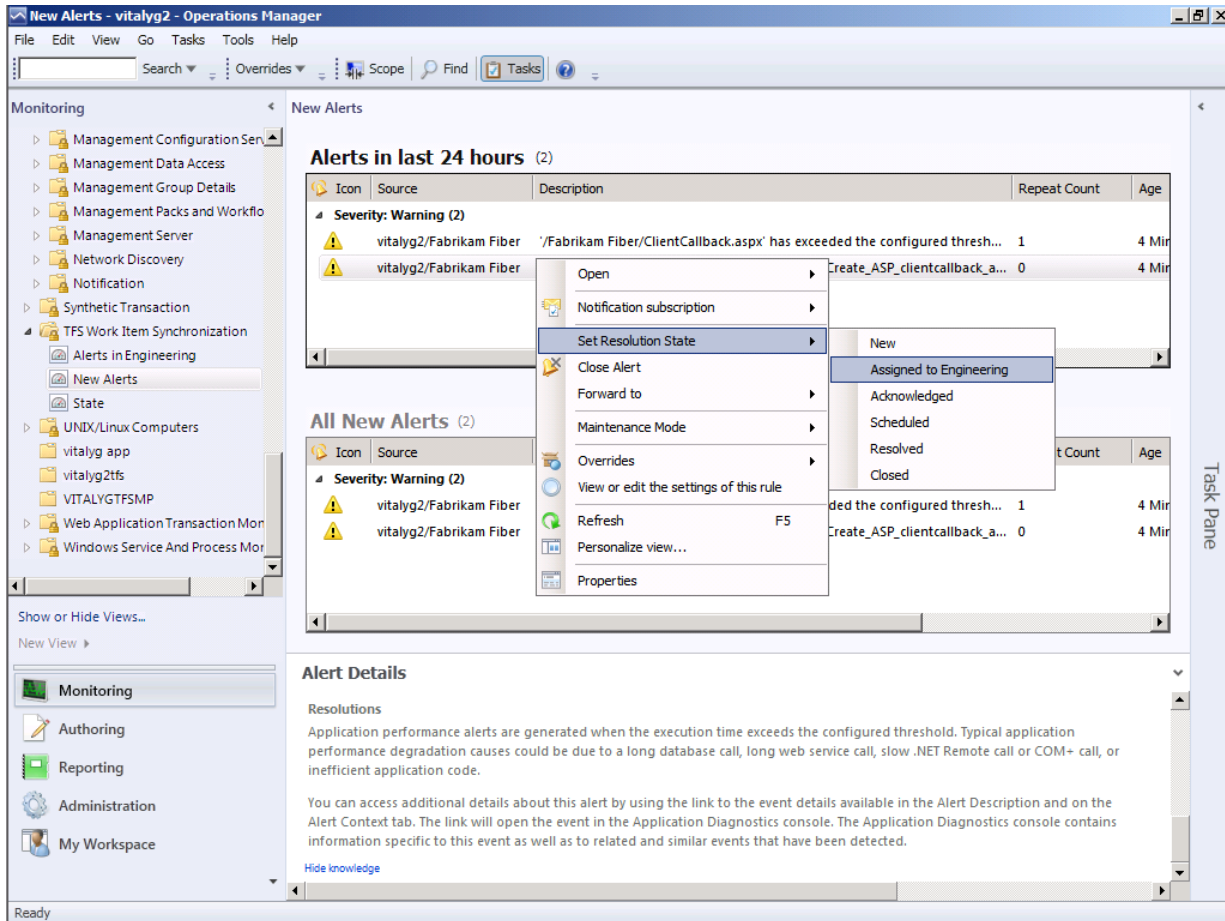 New Alerts - vitalyg2 - Operations Manager
File Edit View Go Tasks Tools Help
Search Overrides Scope Find Tasks
Monitoring
Management Configuration Serv
Management Data Access
Management Group Details
Management Packs and Workflo
Management Server
Network Discovery
Notification
Synthetic Transaction
TFS Work Item Synchronization
Alerts in Engineering
New Alerts
State
UNIX/Linux Computers
vitalyg app
vitalyg2tfs
VITALYGTFSMP
Web Application Transaction Mon
Windows Service And Process Mor
Show or Hide Views...
New View
Monitoring
Authoring
Reporting
Administration
My Workspace
New Alerts
Alerts in last 24 hours (2)
Icon Source Description Repeat Count Age
Severity: Warning (2)
vitalyg2/Fabrikam Fiber '/Fabrikam Fiber/ClientCallback.aspx' has exceeded the configured thresh... 1 4 Mir
vitalyg2/Fabrikam Fiber Create_ASP_clientcallback_a... 0 4 Mir
Open
Notification subscription
Set Resolution State
Close Alert
Forward to
Maintenance Mode
Overrides
View or edit the settings of this rule
Refresh F5
Personalize view...
Properties
New
Assigned to Engineering
Acknowledged
Scheduled
Resolved
Closed
All New Alerts (2)
Icon Source t Count Age
Severity: Warning (2)
vitalyg2/Fabrikam Fiber ded the configured thresh... 1 4 Mir
vitalyg2/Fabrikam Fiber Create_ASP_clientcallback_a... 0 4 Mir
Alert Details
Resolutions
Application performance alerts are generated when the execution time exceeds the configured threshold. Typical application
performance degradation causes could be due to a long database call, long web service call, slow .NET Remote call or COM+ call, or
inefficient application code.
You can access additional details about this alert by using the link to the event details available in the Alert Description and on the
Alert Context tab. The link will open the event in the Application Diagnostics console. The Application Diagnostics console contains
information specific to this event as well as to related and similar events that have been detected.
Hide knowledge
Task Pane
Ready